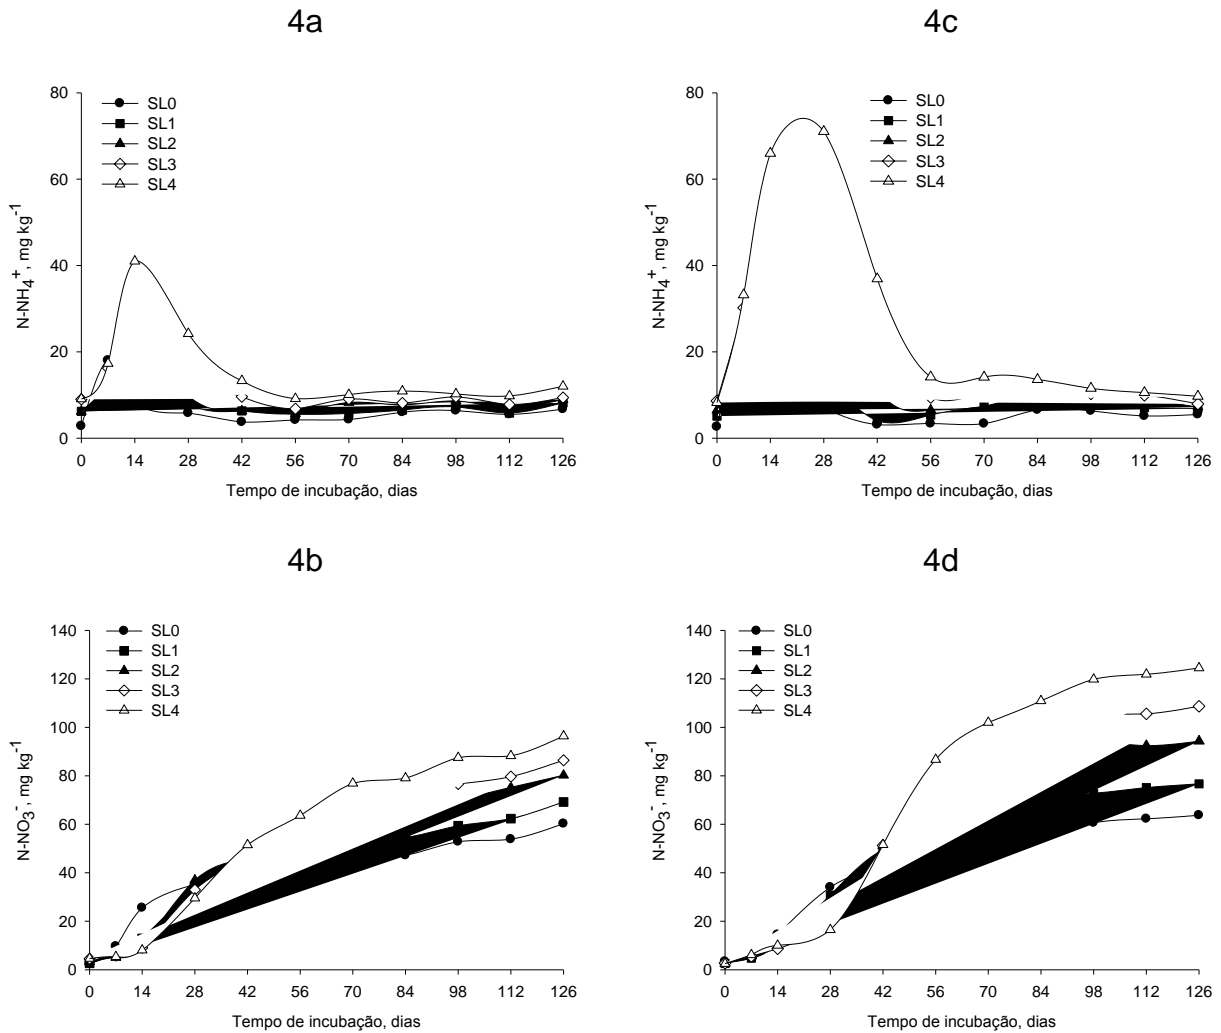 4a
80
60
40
20
0
N-NH4+, mg kg-1
SL0
SL1
SL2
SL3
SL4
0 14 28 42 56 70 84 98 112 126
Tempo de incubação, dias
4c
80
60
40
20
0
N-NH4+, mg kg-1
SL0
SL1
SL2
SL3
SL4
0 14 28 42 56 70 84 98 112 126
Tempo de incubação, dias
4b
140
120
100
80
60
40
20
0
N-NO3-, mg kg-1
SL0
SL1
SL2
SL3
SL4
0 14 28 42 56 70 84 98 112 126
Tempo de incubação, dias
4d
140
120
100
80
60
40
20
0
N-NO3-, mg kg-1
SL0
SL1
SL2
SL3
SL4
0 14 28 42 56 70 84 98 112 126
Tempo de incubação, dias